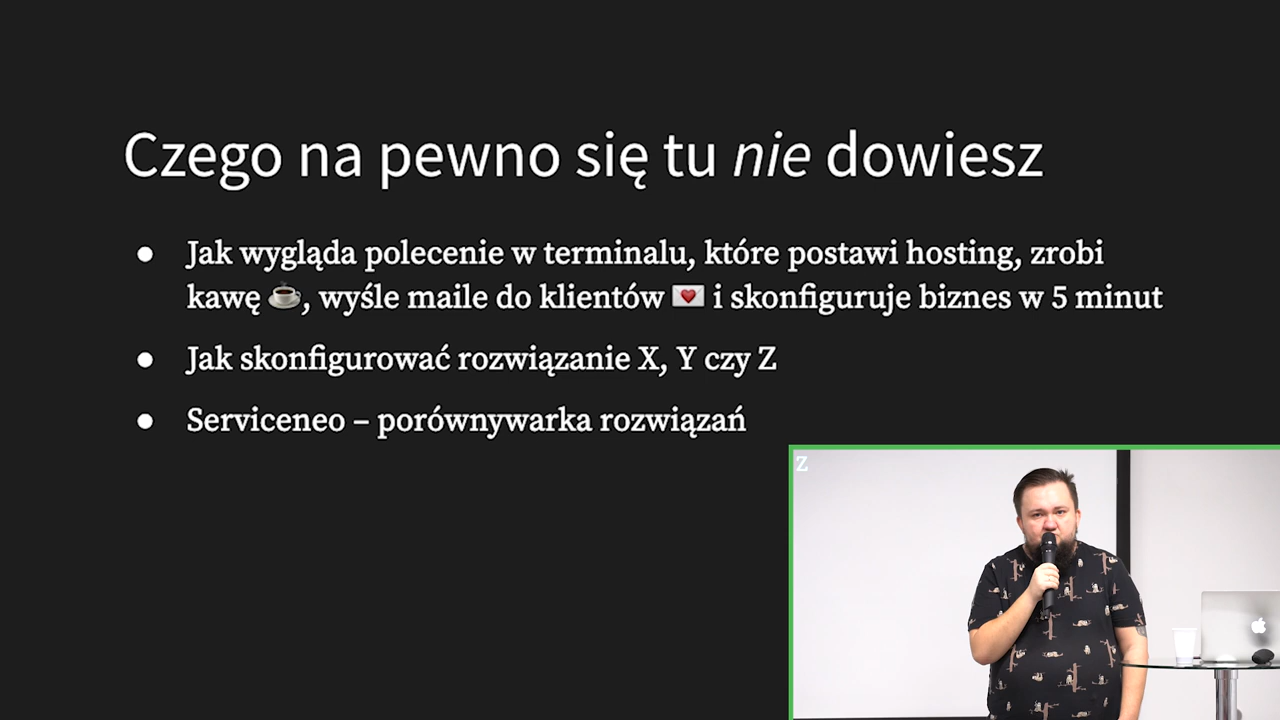 Czego na pewno się tu nie dowiesz
● Jak wygląda polecenie w terminalu, które postawi hosting, zrobi
kawę ☕, wyśle maile do klientów 💌 i skonfiguruje biznes w 5 minut
● Jak skonfigurować rozwiązanie X, Y czy Z
● Serviceneo – porównywarka rozwiązań
Z